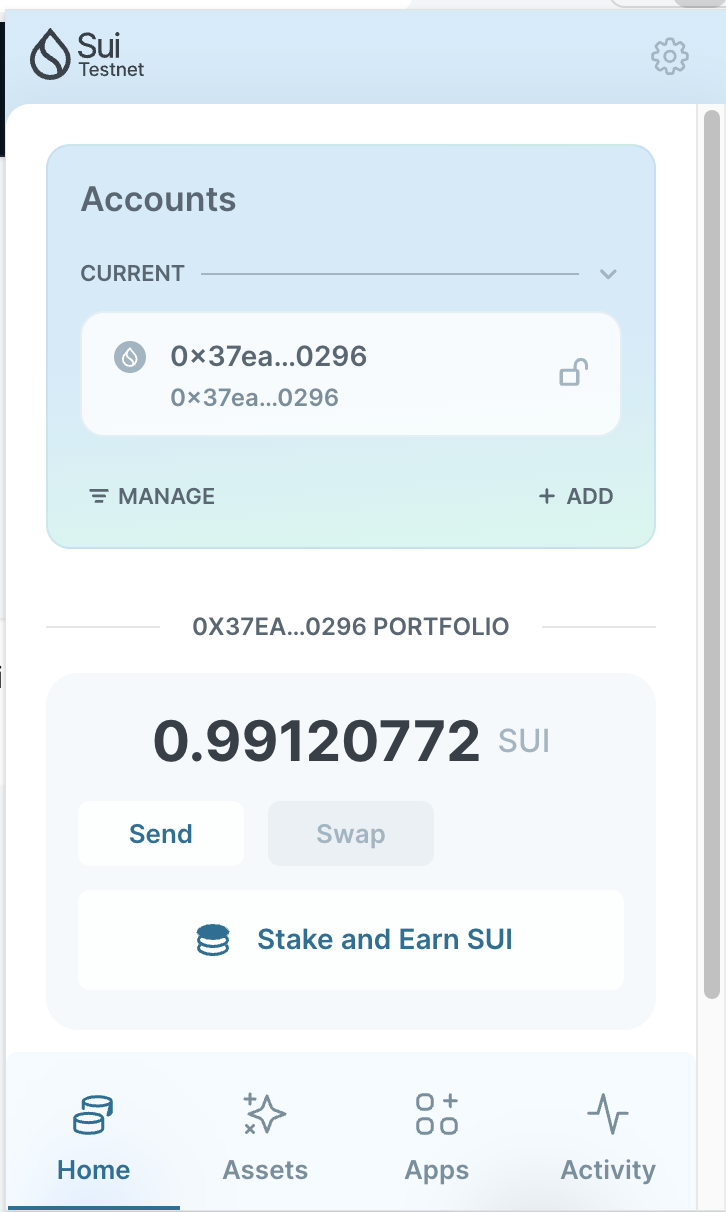 Sui
Testnet
Accounts
CURRENT
0×37ea...0296
0×37ea...0296
MANAGE
+ ADD
0X37EA...0296 PORTFOLIO
0.99120772 SUI
Send
Swap
Stake and Earn SUI
Home
Assets
Apps
Activity